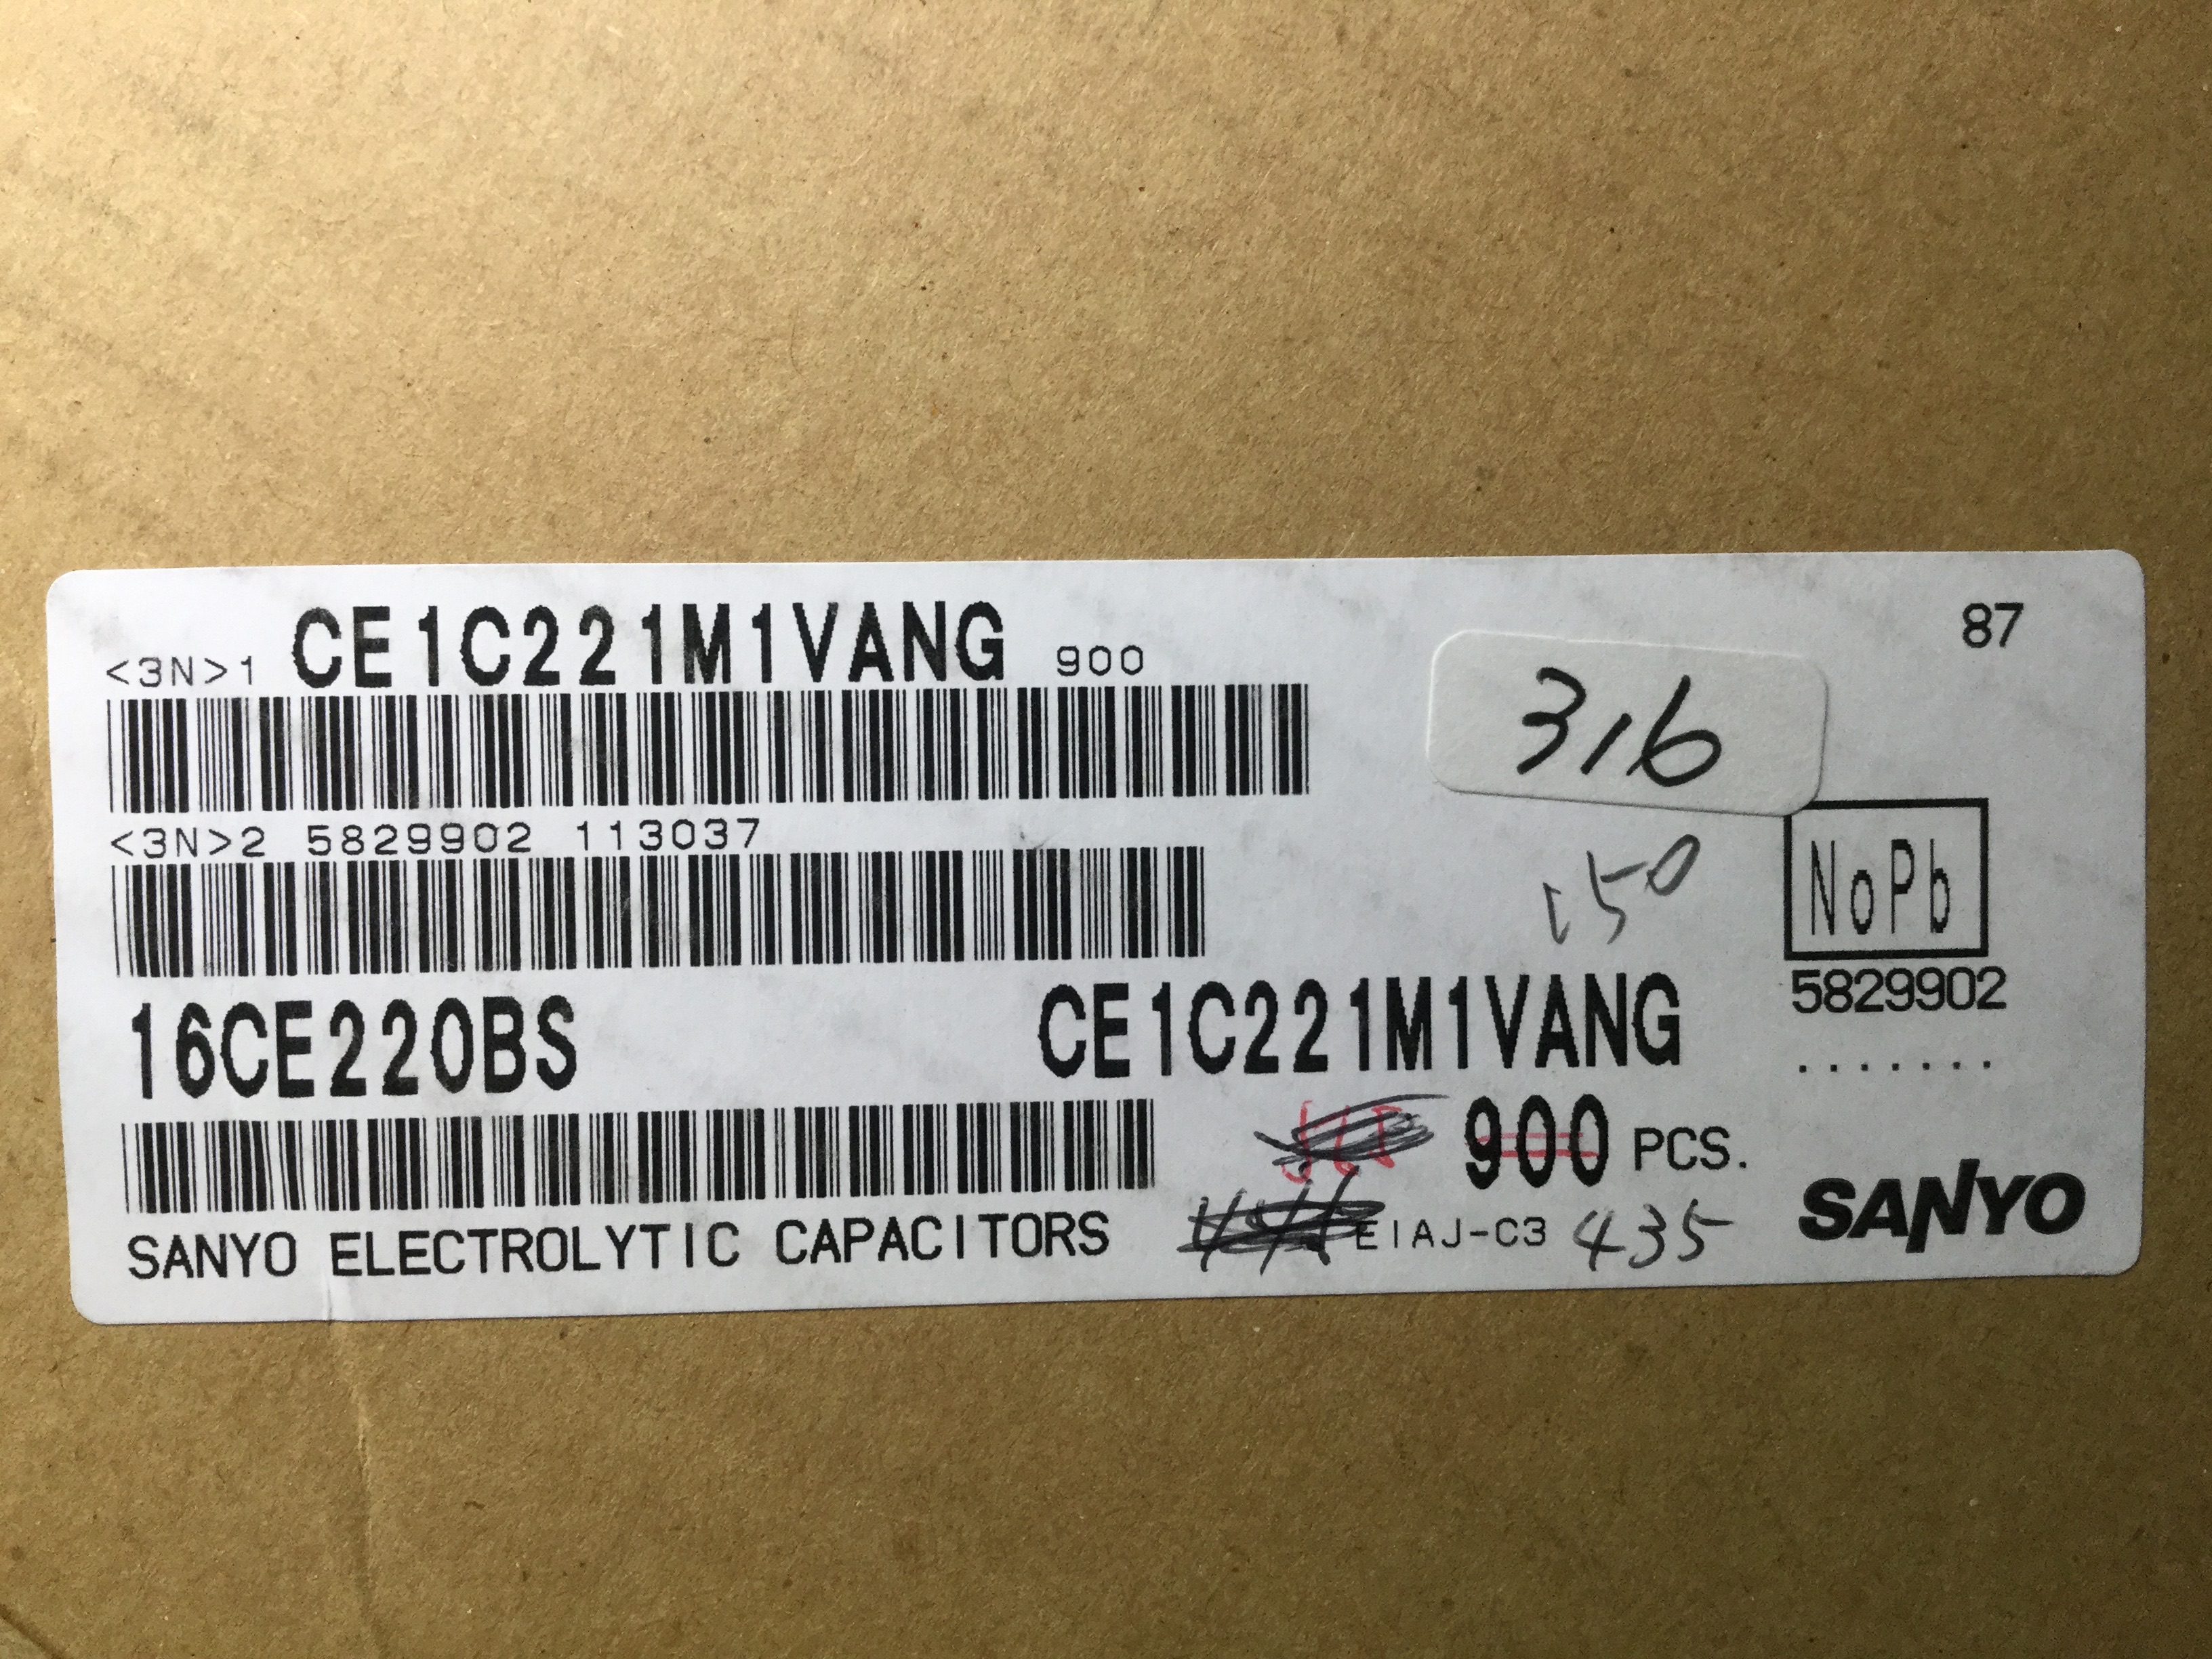 87
<3N>1 CE1C221M1VANG 900
316
<3N>2 5829902 113037
150
NoPb
5829902
16CE220BS CE1C221M1VANG
.......
900 PCS.
SANYO
SANYO ELECTROLYTIC CAPACITORS
EIAJ-C3 435